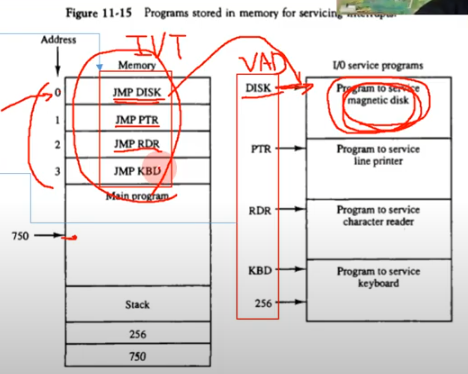 Figure 11-15 Programs stored in memory for servicing
IVT
VAD
Address
Memory
I/O service programs
0
JMP DISK
DISK
Program to service
magnetic disk
1
JMP PTR
2
JMP RDR
PTR
Program to service
line printer
3
JMP KBD
Main program
RDR
Program to service
character reader
750
KBD
Program to service
keyboard
256
Stack
256
750